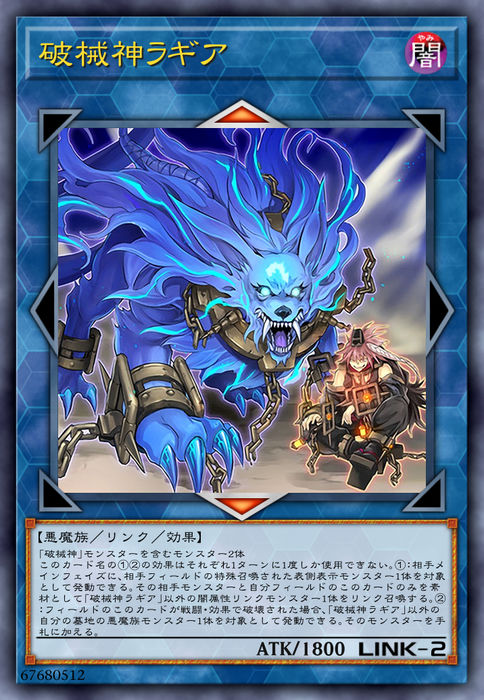 破械神ラギア
やみ
闇
【悪魔族／リンク／効果】
「破械神」モンスターを含むモンスター2体
このカード名の①②の効果はそれぞれ1ターンに1度しか使用できない。①：相手メ
インフェイズに、相手フィールドの特殊召喚された表側表示モンスター1体を対象
として発動できる。その相手モンスターと自分フィールドのこのカードのみを素
材として「破械神ラギア」以外の闇属性リンクモンスター1体をリンク召喚する。②
：フィールドのこのカードが戦闘・効果で破壊された場合、「破械神ラギア」以外の
自分の墓地の悪魔族モンスター1体を対象として発動できる。そのモンスターを手
札に加える。
ATK/1800 LINK-2
67680512